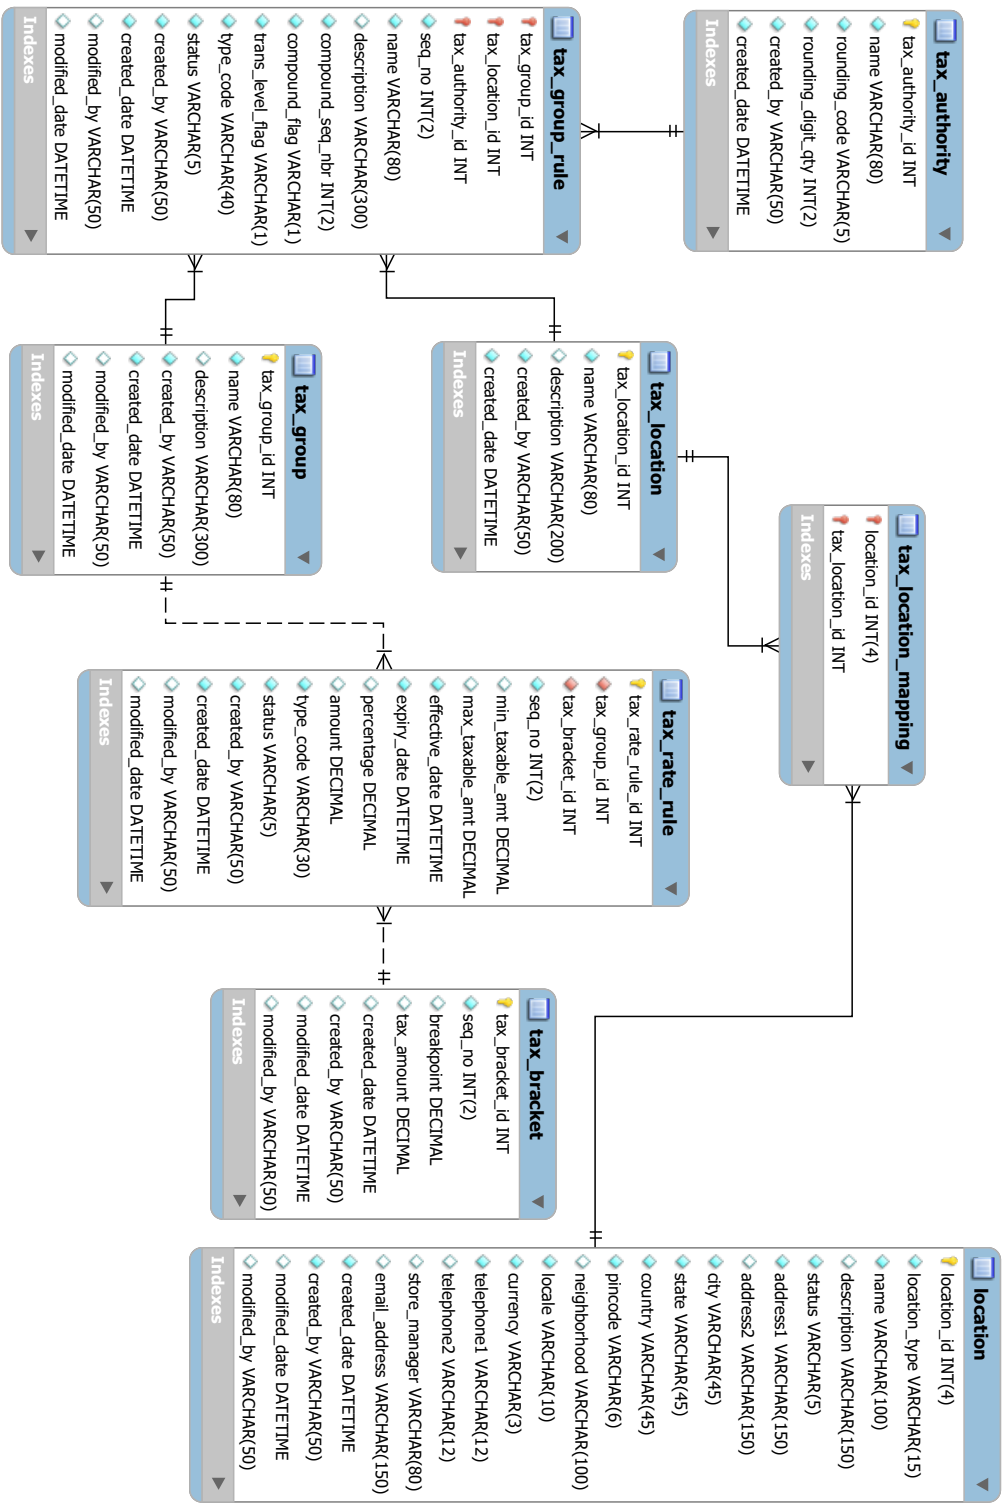 tax_authority
tax_authority_id INT
name VARCHAR(80)
rounding_code VARCHAR(5)
rounding_digit_qty INT(2)
created_by VARCHAR(50)
created_date DATETIME
Indexes
tax_group_rule
tax_group_id INT
tax_location_id INT
tax_authority_id INT
seq_no INT(2)
name VARCHAR(80)
description VARCHAR(300)
compound_seq_nbr INT(2)
compound_flag VARCHAR(1)
trans_level_flag VARCHAR(1)
type_code VARCHAR(40)
status VARCHAR(5)
created_by VARCHAR(50)
created_date DATETIME
modified_by VARCHAR(50)
modified_date DATETIME
Indexes
tax_location
tax_location_id INT
name VARCHAR(80)
description VARCHAR(200)
created_by VARCHAR(50)
created_date DATETIME
Indexes
tax_group
tax_group_id INT
name VARCHAR(80)
description VARCHAR(300)
created_by VARCHAR(50)
created_date DATETIME
modified_by VARCHAR(50)
modified_date DATETIME
Indexes
tax_location_mapping
location_id INT(4)
tax_location_id INT
Indexes
tax_rate_rule
tax_rate_rule_id INT
tax_group_id INT
tax_bracket_id INT
seq_no INT(2)
min_taxable_amt DECIMAL
max_taxable_amt DECIMAL
effective_date DATETIME
expiry_date DATETIME
percentage DECIMAL
amount DECIMAL
type_code VARCHAR(30)
status VARCHAR(5)
created_by VARCHAR(50)
created_date DATETIME
modified_by VARCHAR(50)
modified_date DATETIME
Indexes
tax_bracket
tax_bracket_id INT
seq_no INT(2)
breakpoint DECIMAL
tax_amount DECIMAL
created_date DATETIME
created_by VARCHAR(50)
modified_date DATETIME
modified_by VARCHAR(50)
Indexes
location
location_id INT(4)
location_type VARCHAR(15)
name VARCHAR(100)
description VARCHAR(150)
status VARCHAR(5)
address1 VARCHAR(150)
address2 VARCHAR(150)
city VARCHAR(45)
state VARCHAR(45)
country VARCHAR(45)
pincode VARCHAR(6)
neighborhood VARCHAR(100)
locale VARCHAR(10)
currency VARCHAR(3)
telephone1 VARCHAR(12)
telephone2 VARCHAR(12)
store_manager VARCHAR(80)
email_address VARCHAR(150)
created_date DATETIME
created_by VARCHAR(50)
modified_date DATETIME
modified_by VARCHAR(50)
Indexes